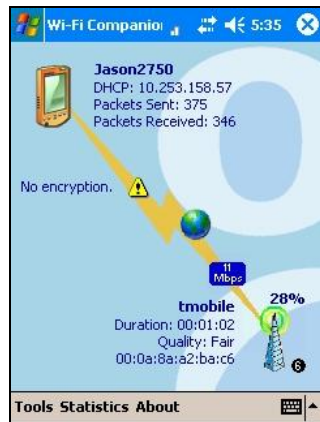 Wi-Fi Companion 5:35
Jason2750
DHCP: 10.253.158.57
Packets Sent: 375
Packets Received: 346
No encryption.
11
Mbps
28%
tmobile
Duration: 00:01:02
Quality: Fair
00:0a:8a:a2:ba:c6
6
Tools Statistics About